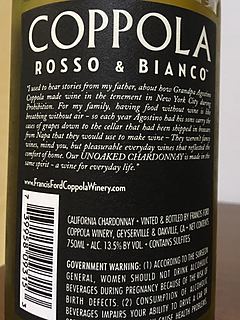 COPPOLA
ROSSO & BIANCO™
"I used to hear stories from my father, about how Grandpa Agostino
Coppola made wine in the tenement in New York City during
Prohibition. For my family, having food without wine is like
breathing without air - so each year Agostino had his sons carry the
cases of grapes down to the cellar that had been shipped in from
Napa that they would use to make wine - They weren't fancy
wines, mind you, but pleasurable everyday wines that reflected the
comfort of home. Our UNOAKED CHARDONNAY is made in the
same spirit - a wine for everyday life."
www.FrancisFordCoppolaWinery.com
CALIFORNIA CHARDONNAY • VINTED & BOTTLED BY FRANCIS FORD
COPPOLA WINERY, GEYSERVILLE & OAKVILLE, CA • NET CONTENTS
750ML • ALC. 13.5% BY VOL. • CONTAINS SULFITES
GOVERNMENT WARNING: (1) ACCORDING TO THE SURGEON
GENERAL, WOMEN SHOULD NOT DRINK ALCOHOLIC
BEVERAGES DURING PREGNANCY BECAUSE OF THE RISK OF
BIRTH DEFECTS. (2) CONSUMPTION OF ALCOHOLIC
BEVERAGES IMPAIRS YOUR ABILITY TO DRIVE A CAR OR
CAUSE HEALTH PROBLEMS.